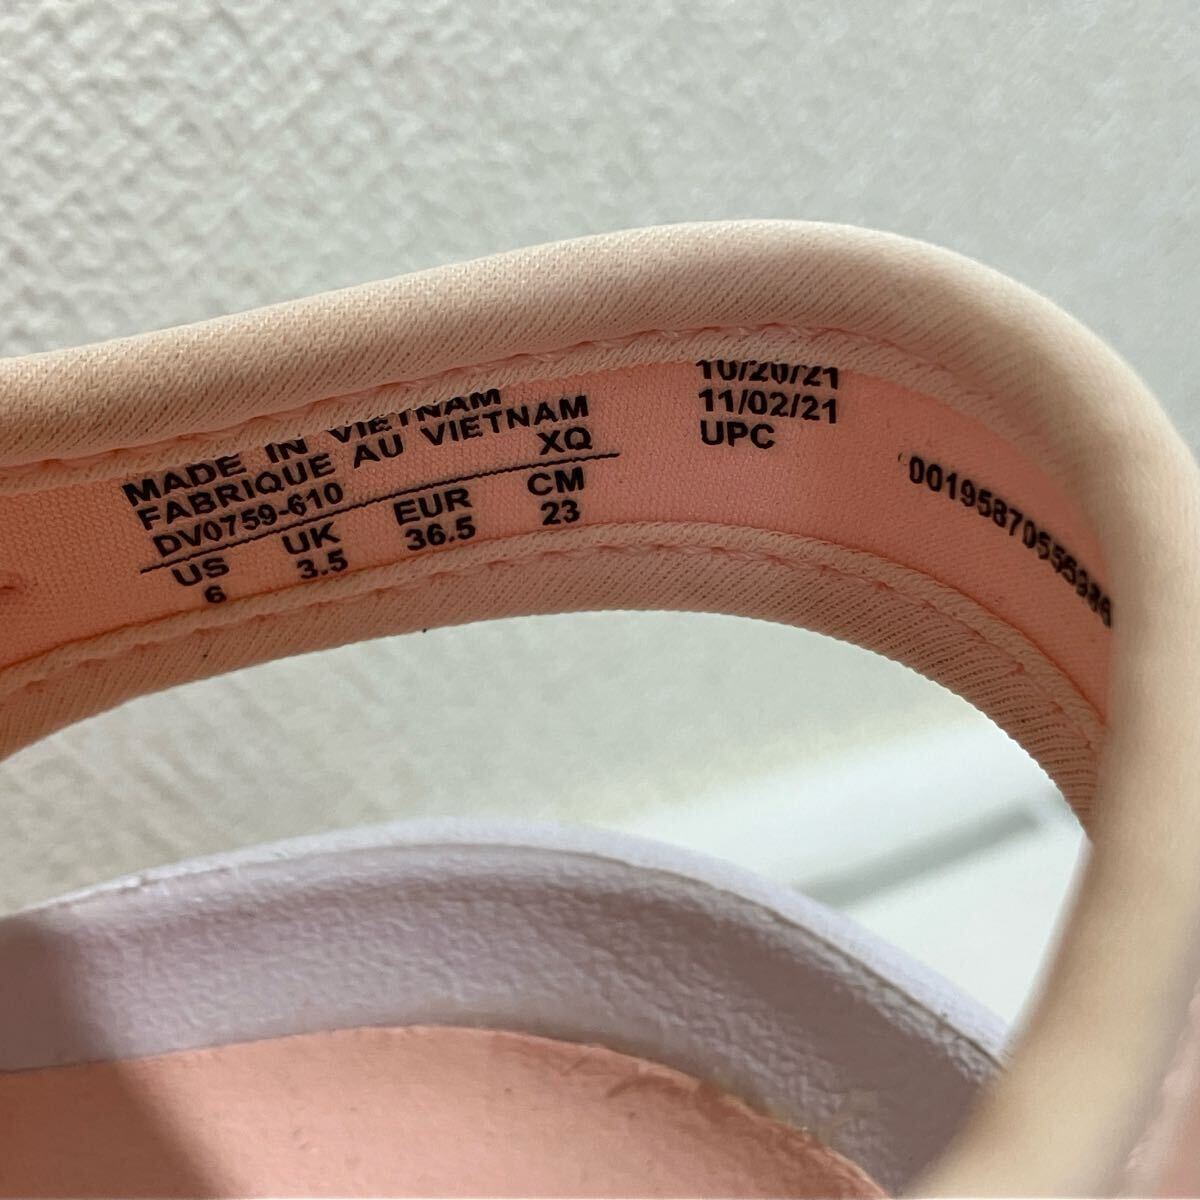 MADE IN VIETNAM
FABRIQUE AU VIETNAM
DV0759-610 XQ
US UK EUR CM
6 3.5 36.5 23
10/20/21
11/02/21
UPC